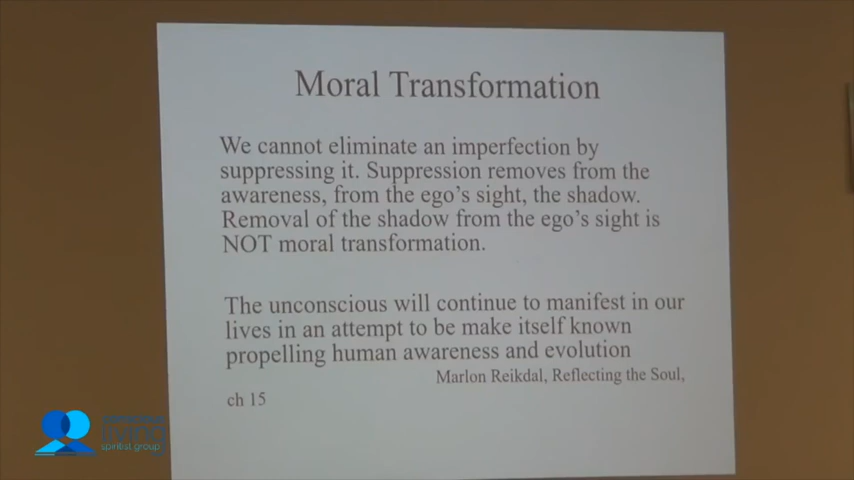 Moral Transformation
We cannot eliminate an imperfection by
suppressing it. Suppression removes from the
awareness, from the ego's sight, the shadow.
Removal of the shadow from the ego's sight is
NOT moral transformation.
The unconscious will continue to manifest in our
lives in an attempt to be make itself known
propelling human awareness and evolution
Marlon Reikdal, Reflecting the Soul,
ch 15
living
spiritist group